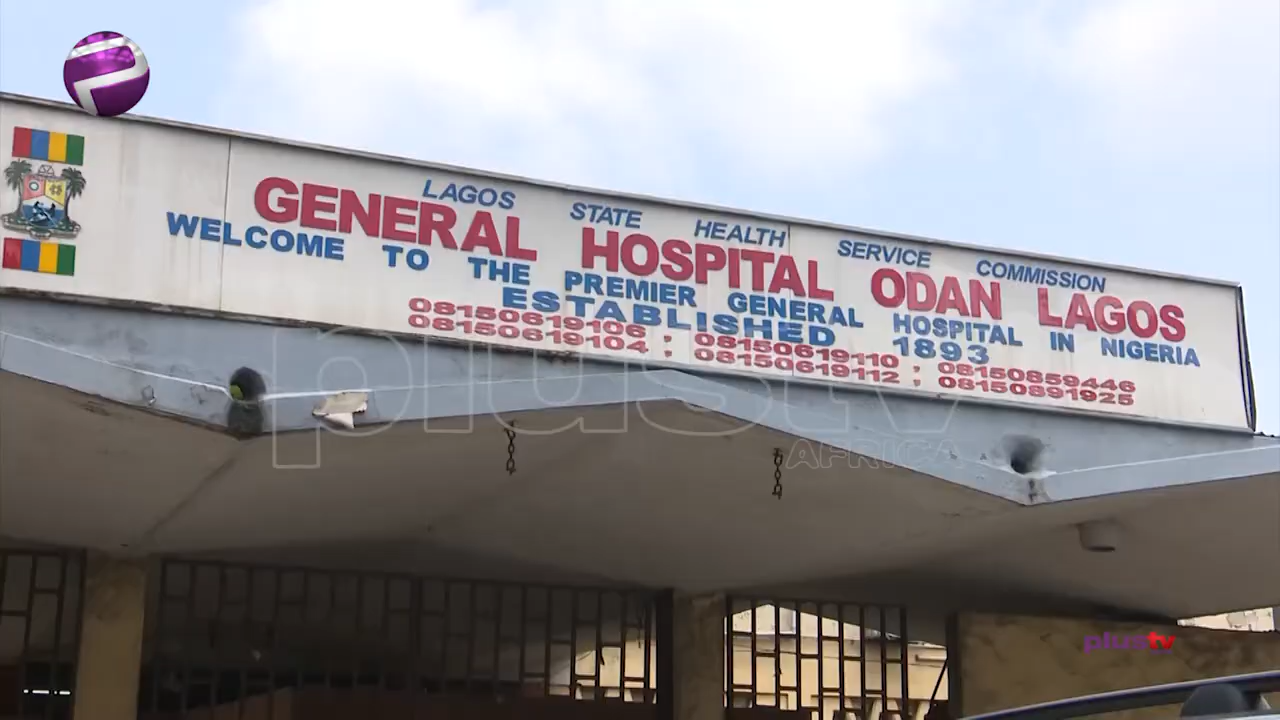 LAGOS STATE HEALTH SERVICE COMMISSION
GENERAL HOSPITAL ODAN LAGOS
WELCOME TO THE PREMIER GENERAL HOSPITAL IN NIGERIA
ESTABLISHED 1893
08150619106 ; 08150619110 ; 08150859446
08150619104 ; 08150619112 ; 08150891925
plustv
AFRICA
plustv